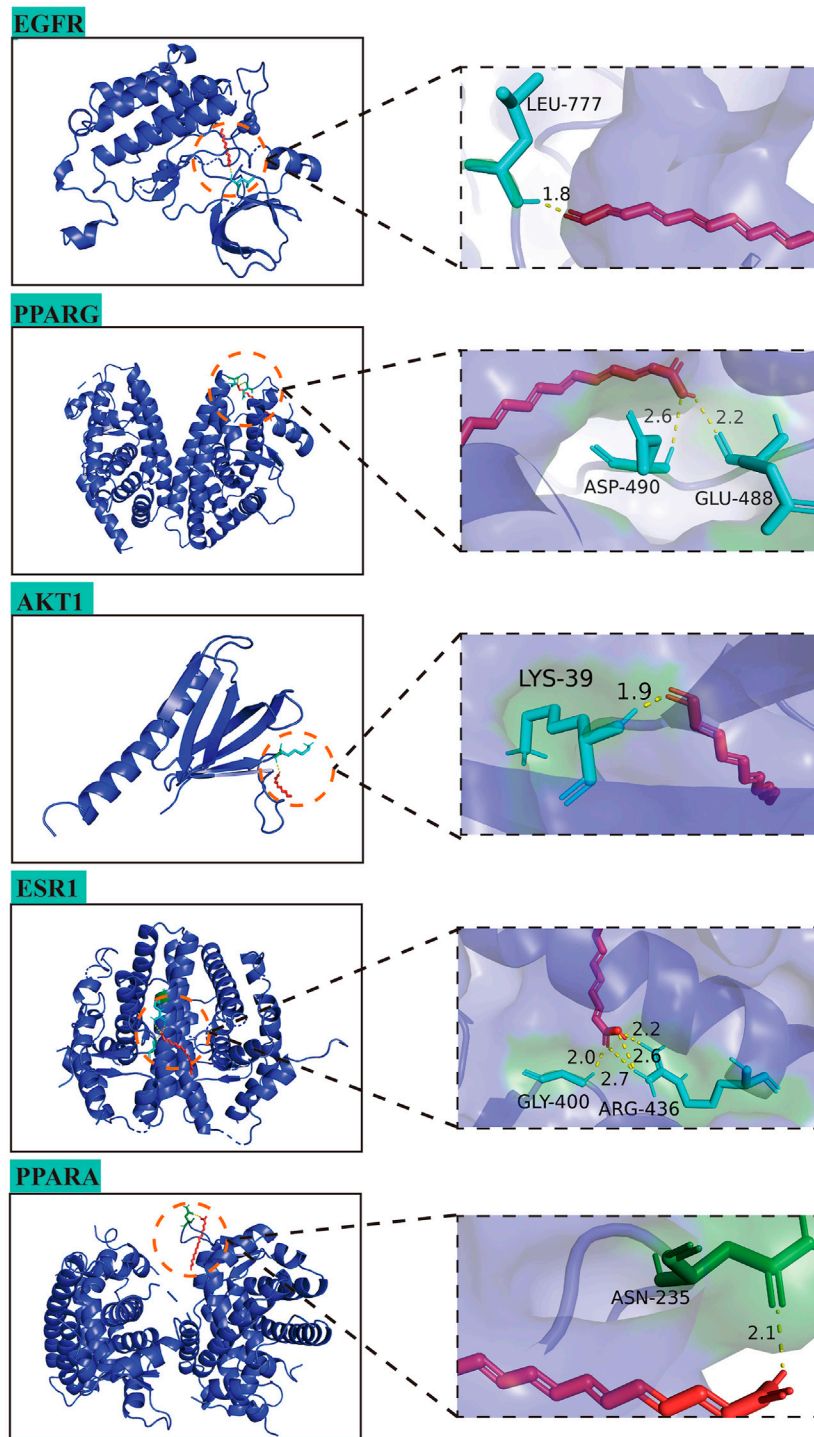 EGFR
LEU-777
1.8
PPARG
2.6
2.2
ASP-490
GLU-488
AKT1
LYS-39
1.9
ESR1
2.2
2.0
2.6
2.7
GLY-400
ARG-436
PPARA
ASN-235
2.1